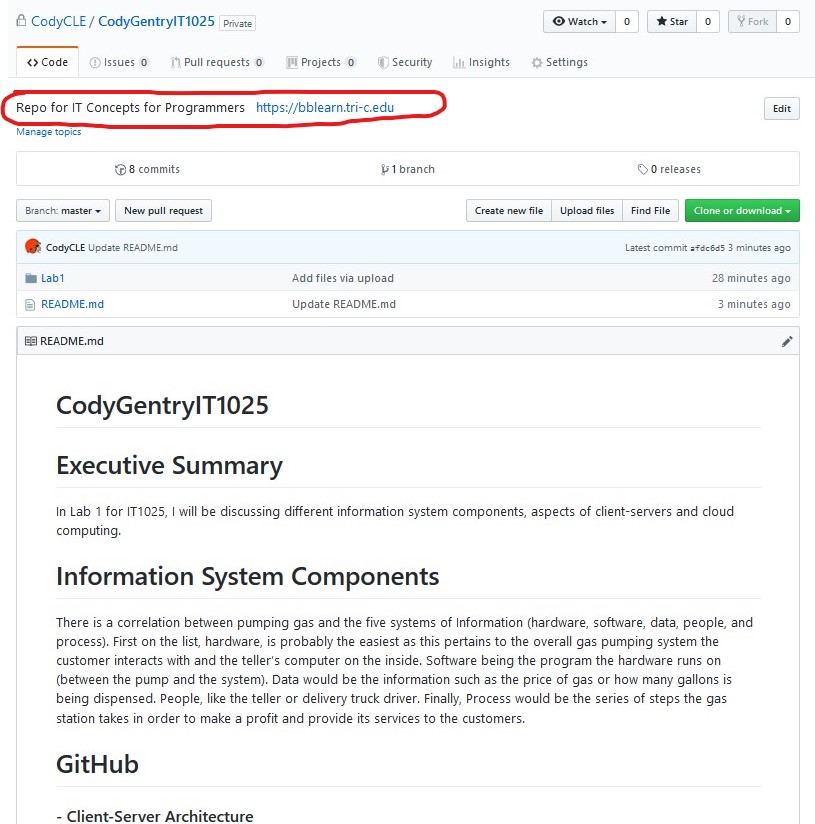 CodyCLE / CodyGentryIT1025 Private
Watch 0 Star 0 Fork 0
Code Issues 0 Pull requests 0 Projects 0 Security Insights Settings
Repo for IT Concepts for Programmers https://bblearn.tri-c.edu
Edit
Manage topics
8 commits 1 branch 0 releases
Branch: master New pull request Create new file Upload files Find File Clone or download
CodyCLE Update README.md Latest commit afdc6d5 3 minutes ago
Lab1 Add files via upload 28 minutes ago
README.md Update README.md 3 minutes ago
README.md
CodyGentryIT1025
Executive Summary
In Lab 1 for IT1025, I will be discussing different information system components, aspects of client-servers and cloud
computing.
Information System Components
There is a correlation between pumping gas and the five systems of Information (hardware, software, data, people, and
process). First on the list, hardware, is probably the easiest as this pertains to the overall gas pumping system the
customer interacts with and the teller's computer on the inside. Software being the program the hardware runs on
(between the pump and the system). Data would be the information such as the price of gas or how many gallons is
being dispensed. People, like the teller or delivery truck driver. Finally, Process would be the series of steps the gas
station takes in order to make a profit and provide its services to the customers.
GitHub
- Client-Server Architecture